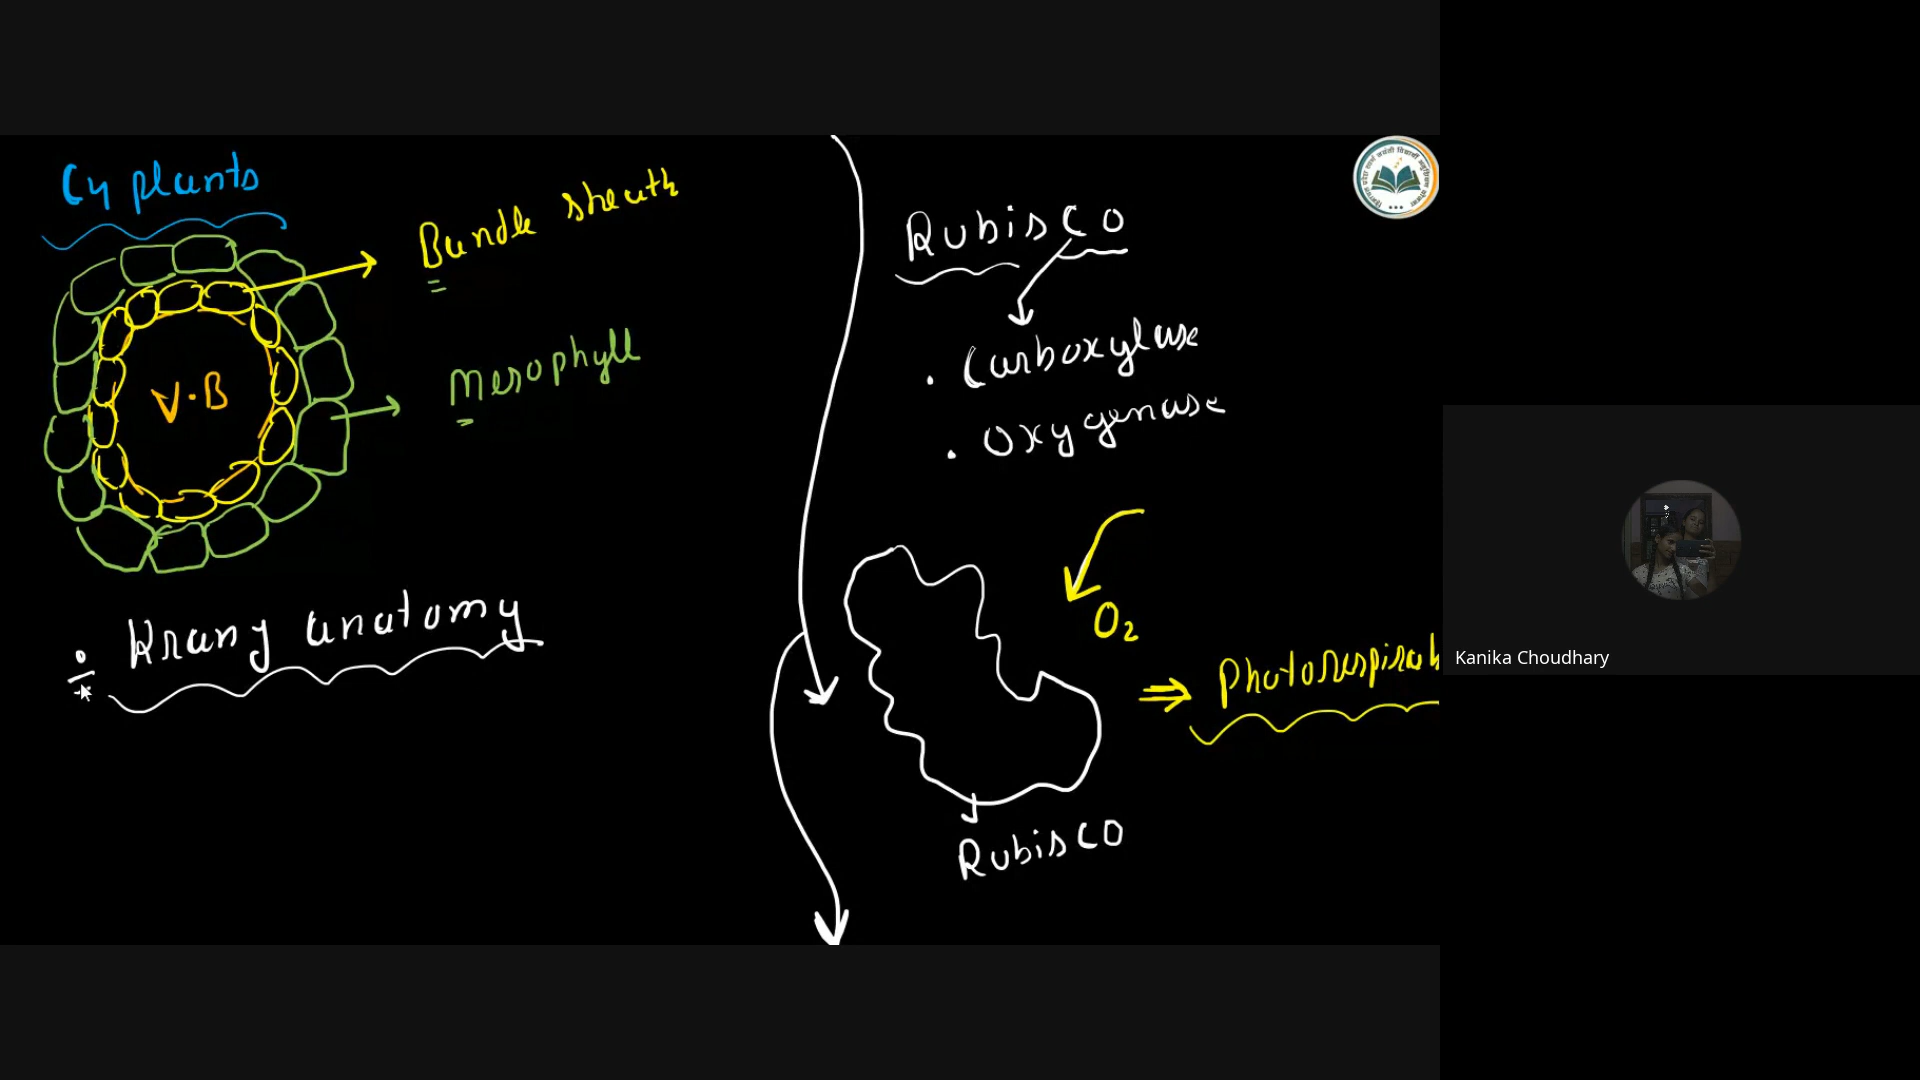 C4 plants
Bundle sheath
Mesophyll
V.B
Kranz anatomy
RubisCO
. Carboxylase
. Oxygenase
O2
⇒ Photorespirat
RubisCO
Kanika Choudhary